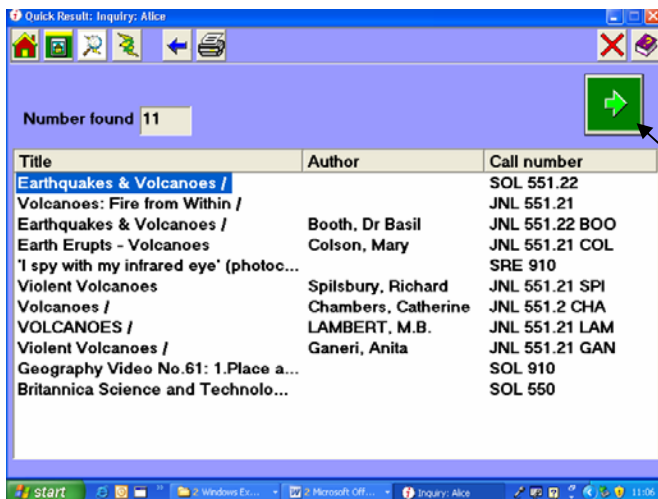 Quick Result: Inquiry: Alice
Number found 11
Title Author Call number
Earthquakes & Volcanoes / SOL 551.22
Volcanoes: Fire from Within / JNL 551.21
Earthquakes & Volcanoes / Booth, Dr Basil JNL 551.22 BOO
Earth Erupts - Volcanoes Colson, Mary JNL 551.21 COL
'I spy with my infrared eye' (photoc... SRE 910
Violent Volcanoes Spilsbury, Richard JNL 551.21 SPI
Volcanoes / Chambers, Catherine JNL 551.2 CHA
VOLCANOES / LAMBERT, M.B. JNL 551.21 LAM
Violent Volcanoes / Ganeri, Anita JNL 551.21 GAN
Geography Video No.61: 1.Place a... SOL 910
Britannica Science and Technolo... SOL 550
start 2 Windows Ex... 2 Microsoft Off... Inquiry: Alice 11:06